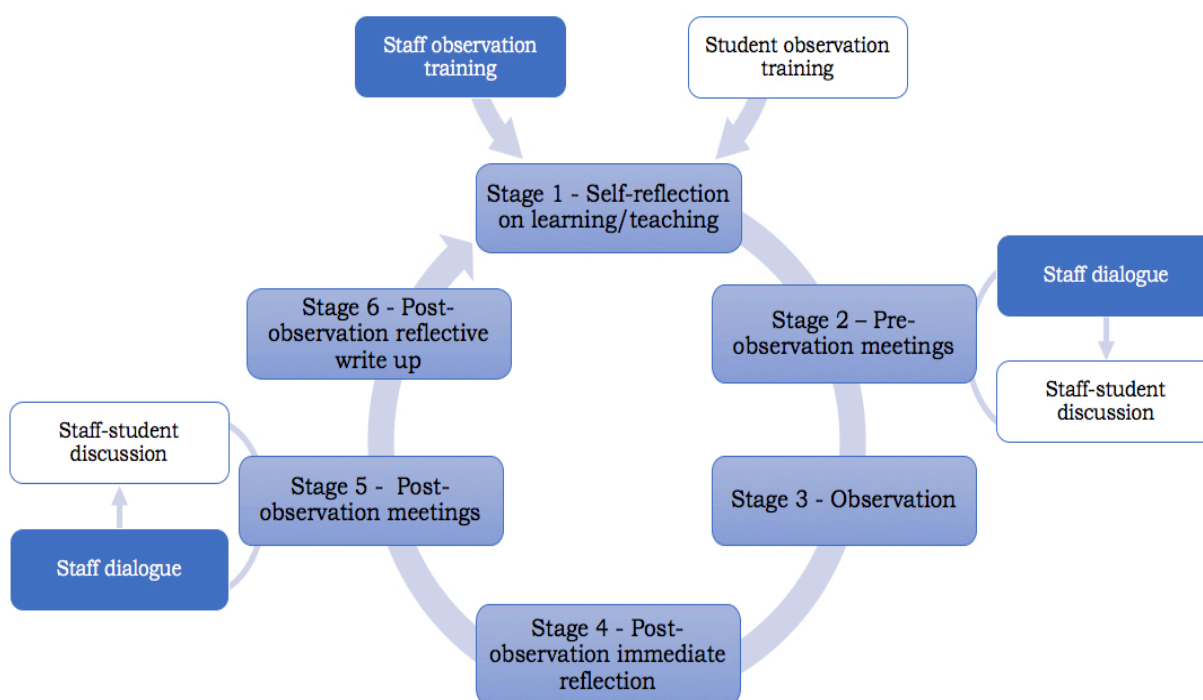 Staff observation
training
Student observation
training
Stage 1 - Self-reflection
on learning/teaching
Stage 2 – Pre-
observation meetings
Staff dialogue
Staff-student
discussion
Stage 3 - Observation
Stage 4 - Post-
observation immediate
reflection
Stage 5 -  Post-
observation meetings
Staff-student
discussion
Staff dialogue
Stage 6 - Post-
observation reflective
write up